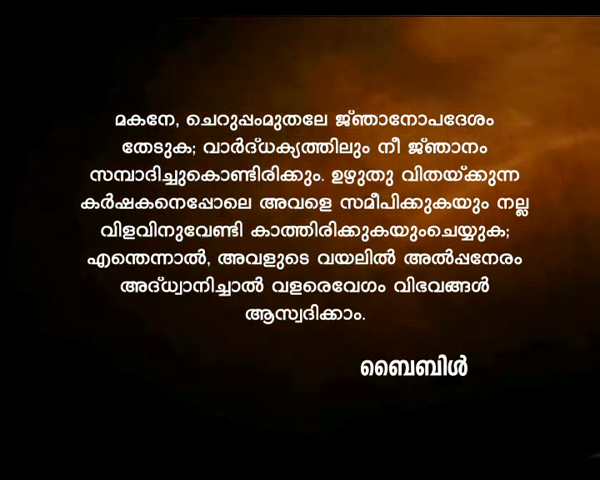 മകനേ, ചെറുപ്പംമുതലേ ജ്ഞാനോപദേശം
തേടുക; വാർദ്ധക്യത്തിലും നീ ജ്ഞാനം
സമ്പാദിച്ചുകൊണ്ടിരിക്കും. ഉഴുതു വിതയ്ക്കുന്ന
കർഷകനെപ്പോലെ അവളെ സമീപിക്കുകയും നല്ല
വിളവിനുവേണ്ടി കാത്തിരിക്കുകയുംചെയ്യുക;
എന്തെന്നാൽ, അവളുടെ വയലിൽ അൽപ്പനേരം
അദ്ധ്വാനിച്ചാൽ വളരെവേഗം വിഭവങ്ങൾ
ആസ്വദിക്കാം.
ബൈബിൾ